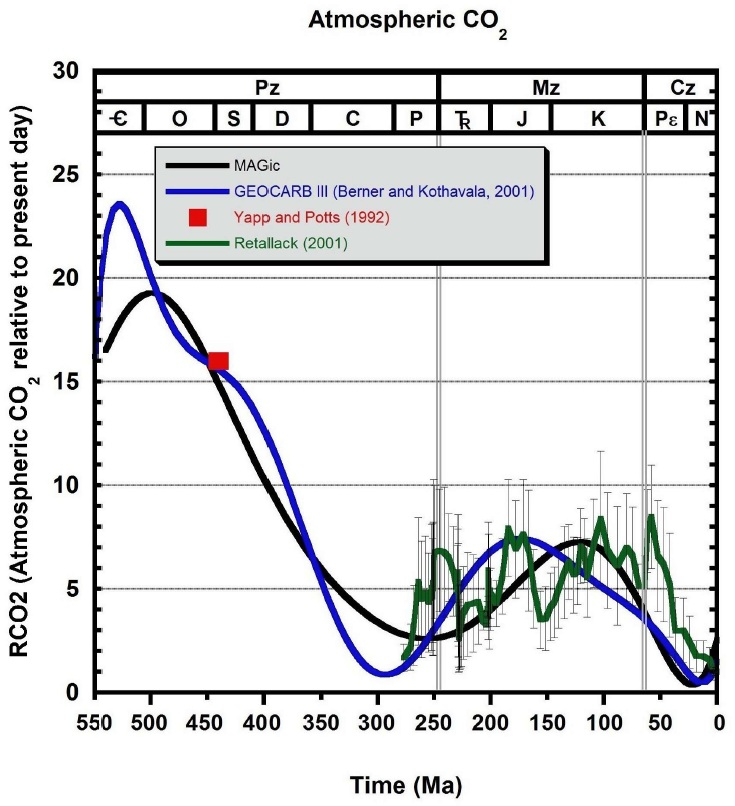 Atmospheric CO2
30
Pz Mz Cz
Є O S D C P TR J K Pε N
MAGic
25
GEOCARB III (Berner and Kothavala, 2001)
Yapp and Potts (1992)
Retallack (2001)
20
15
10
5
0
RCO2 (Atmospheric CO2 relative to present day)
550 500 450 400 350 300 250 200 150 100 50 0
Time (Ma)